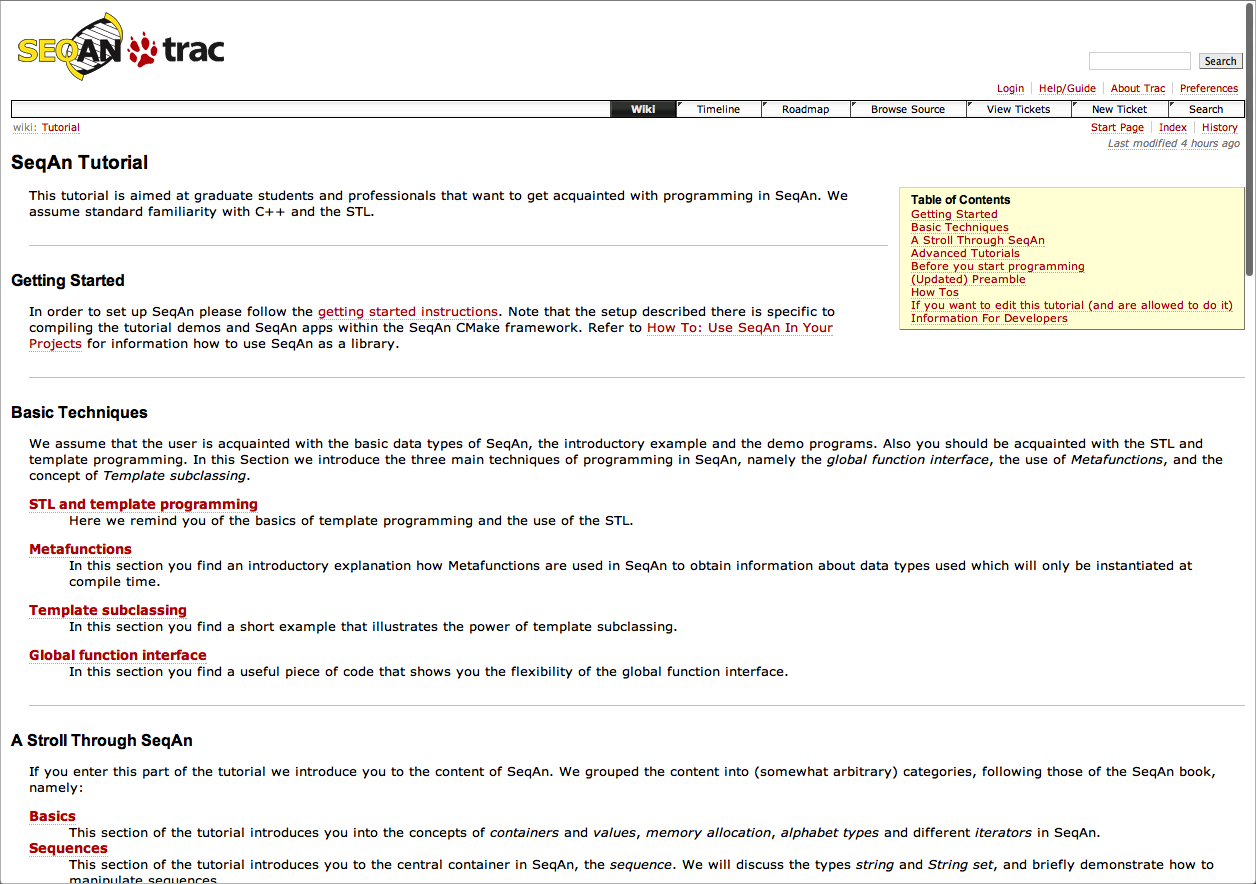 SEQAN trac
Search
Login Help/Guide About Trac Preferences
Wiki Timeline Roadmap Browse Source View Tickets New Ticket Search
wiki: Tutorial
Start Page Index History
Last modified 4 hours ago
SeqAn Tutorial
This tutorial is aimed at graduate students and professionals that want to get acquainted with programming in SeqAn. We
assume standard familiarity with C++ and the STL.
Table of Contents
Getting Started
Basic Techniques
A Stroll Through SeqAn
Advanced Tutorials
Before you start programming
(Updated) Preamble
How Tos
If you want to edit this tutorial (and are allowed to do it)
Information For Developers
Getting Started
In order to set up SeqAn please follow the getting started instructions. Note that the setup described there is specific to
compiling the tutorial demos and SeqAn apps within the SeqAn CMake framework. Refer to How To: Use SeqAn In Your
Projects for information how to use SeqAn as a library.
Basic Techniques
We assume that the user is acquainted with the basic data types of SeqAn, the introductory example and the demo programs. Also you should be acquainted with the STL and
template programming. In this Section we introduce the three main techniques of programming in SeqAn, namely the global function interface, the use of Metafunctions, and the
concept of Template subclassing.
STL and template programming
Here we remind you of the basics of template programming and the use of the STL.
Metafunctions
In this section you find an introductory explanation how Metafunctions are used in SeqAn to obtain information about data types used which will only be instantiated at
compile time.
Template subclassing
In this section you find a short example that illustrates the power of template subclassing.
Global function interface
In this section you find a useful piece of code that shows you the flexibility of the global function interface.
A Stroll Through SeqAn
If you enter this part of the tutorial we introduce you to the content of SeqAn. We grouped the content into (somewhat arbitrary) categories, following those of the SeqAn book,
namely:
Basics
This section of the tutorial introduces you into the concepts of containers and values, memory allocation, alphabet types and different iterators in SeqAn.
Sequences
This section of the tutorial introduces you to the central container in SeqAn, the sequence. We will discuss the types string and String set, and briefly demonstrate how to
manipulate sequences.